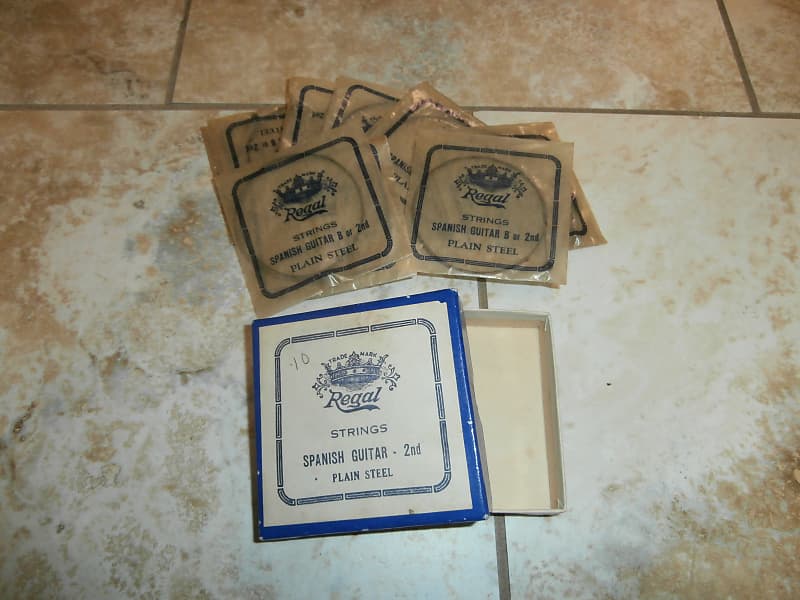 TRADE MARK
Regal
STRINGS
SPANISH GUITAR B or 2nd
PLAIN STEEL
TRADE MARK
Regal
STRINGS
SPANISH GUITAR B or 2nd
PLAIN STEEL
.10
TRADE MARK
Regal
STRINGS
SPANISH GUITAR - 2nd
PLAIN STEEL